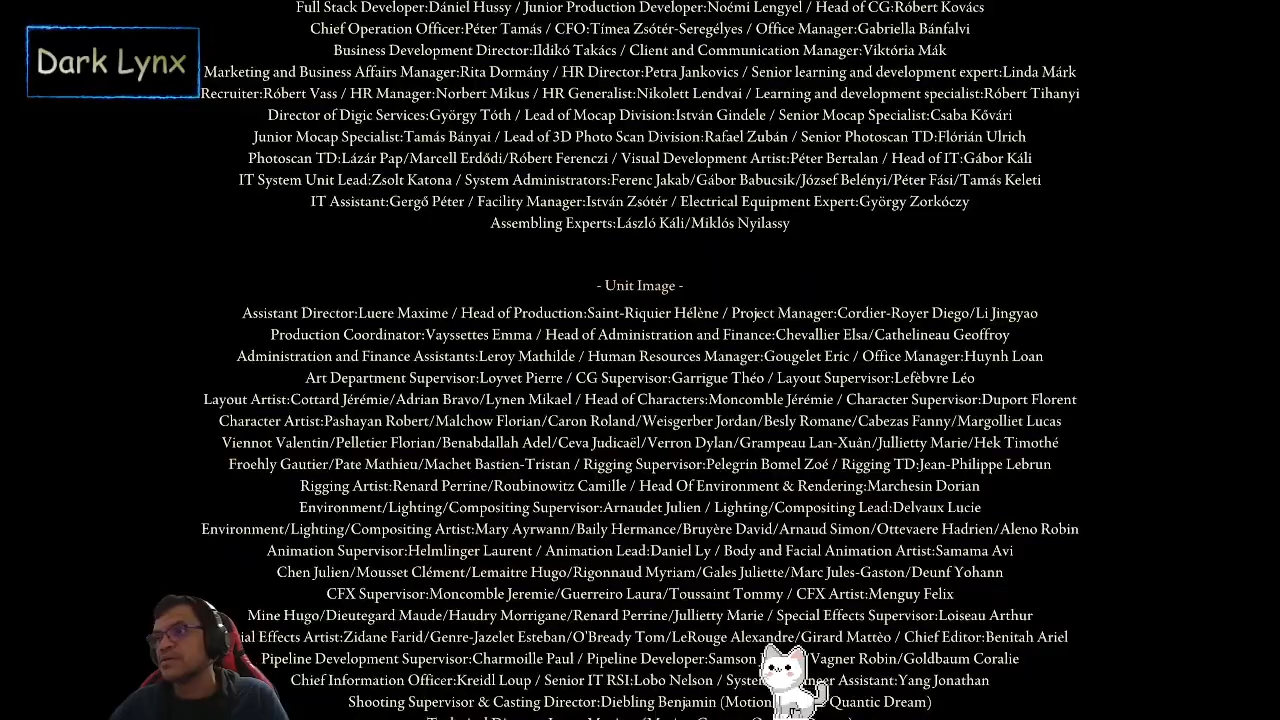 Full Stack Developer:Dániel Hussy / Junior Production Developer:Noémi Lengyel / Head of CG:Róbert Kovács
Chief Operation Officer:Péter Tamás / CFO:Tímea Zsótér-Seregélyes / Office Manager:Gabriella Bánfalvi
Business Development Director:Ildikó Takács / Client and Communication Manager:Viktória Mák
Dark Lynx
Marketing and Business Affairs Manager:Rita Dormány / HR Director:Petra Jankovics / Senior learning and development expert:Linda Márk
Recruiter:Róbert Vass / HR Manager:Norbert Mikus / HR Generalist:Nikolett Lendvai / Learning and development specialist:Róbert Tihanyi
Director of Digic Services:György Tóth / Lead of Mocap Division:István Gindele / Senior Mocap Specialist:Csaba Kővári
Junior Mocap Specialist:Tamás Bányai / Lead of 3D Photo Scan Division:Rafael Zubán / Senior Photoscan TD:Flórián Ulrich
Photoscan TD:Lázár Pap/Marcell Erdődi/Róbert Ferenczi / Visual Development Artist:Péter Bertalan / Head of IT:Gábor Káli
IT System Unit Lead:Zsolt Katona / System Administrators:Ferenc Jakab/Gábor Babucsik/József Belényi/Péter Fási/Tamás Keleti
IT Assistant:Gergő Péter / Facility Manager:István Zsótér / Electrical Equipment Expert:György Zorkóczy
Assembling Experts:László Káli/Miklós Nyilassy
- Unit Image -
Assistant Director:Luere Maxime / Head of Production:Saint-Riquier Hélène / Project Manager:Cordier-Royer Diego/Li Jingyao
Production Coordinator:Vayssettes Emma / Head of Administration and Finance:Chevallier Elsa/Cathelineau Geoffroy
Administration and Finance Assistants:Leroy Mathilde / Human Resources Manager:Gougelet Eric / Office Manager:Huynh Loan
Art Department Supervisor:Loyvet Pierre / CG Supervisor:Garrigue Théo / Layout Supervisor:Lefèbvre Léo
Layout Artist:Cottard Jérémie/Adrian Bravo/Lynen Mikael / Head of Characters:Moncomble Jérémie / Character Supervisor:Duport Florent
Character Artist:Pashayan Robert/Malchow Florian/Caron Roland/Weisgerber Jordan/Besly Romane/Cabezas Fanny/Margolliet Lucas
Viennot Valentin/Pelletier Florian/Benabdallah Adel/Ceva Judicaël/Verron Dylan/Grampeau Lan-Xuân/Jullietty Marie/Hek Timothé
Froehly Gautier/Pate Mathieu/Machet Bastien-Tristan / Rigging Supervisor:Pelegrin Bomel Zoé / Rigging TD:Jean-Philippe Lebrun
Rigging Artist:Renard Perrine/Roubinowitz Camille / Head Of Environment & Rendering:Marchesin Dorian
Environment/Lighting/Compositing Supervisor:Arnaudet Julien / Lighting/Compositing Lead:Delvaux Lucie
Environment/Lighting/Compositing Artist:Mary Ayrwann/Baily Hermance/Bruyère David/Arnaud Simon/Ottevaere Hadrien/Aleno Robin
Animation Supervisor:Helmlinger Laurent / Animation Lead:Daniel Ly / Body and Facial Animation Artist:Samama Avi
Chen Julien/Mousset Clément/Lemaitre Hugo/Rigonnaud Myriam/Gales Juliette/Marc Jules-Gaston/Deunf Yohann
CFX Supervisor:Moncomble Jeremie/Guerreiro Laura/Toussaint Tommy / CFX Artist:Menguy Felix
Mine Hugo/Dieutegard Maude/Haudry Morrigane/Renard Perrine/Jullietty Marie / Special Effects Supervisor:Loiseau Arthur
Effects Artist:Zidane Farid/Genre-Jazelet Esteban/O'Bready Tom/LeRouge Alexandre/Girard Mattèo / Chief Editor:Benitah Ariel
Pipeline Development Supervisor:Charmoille Paul / Pipeline Developer:Samson Vagner Robin/Goldbaum Coralie
Chief Information Officer:Kreidl Loup / Senior IT RSI:Lobo Nelson / Assistant:Yang Jonathan
Shooting Supervisor & Casting Director:Diebling Benjamin (Motion Quantic Dream)